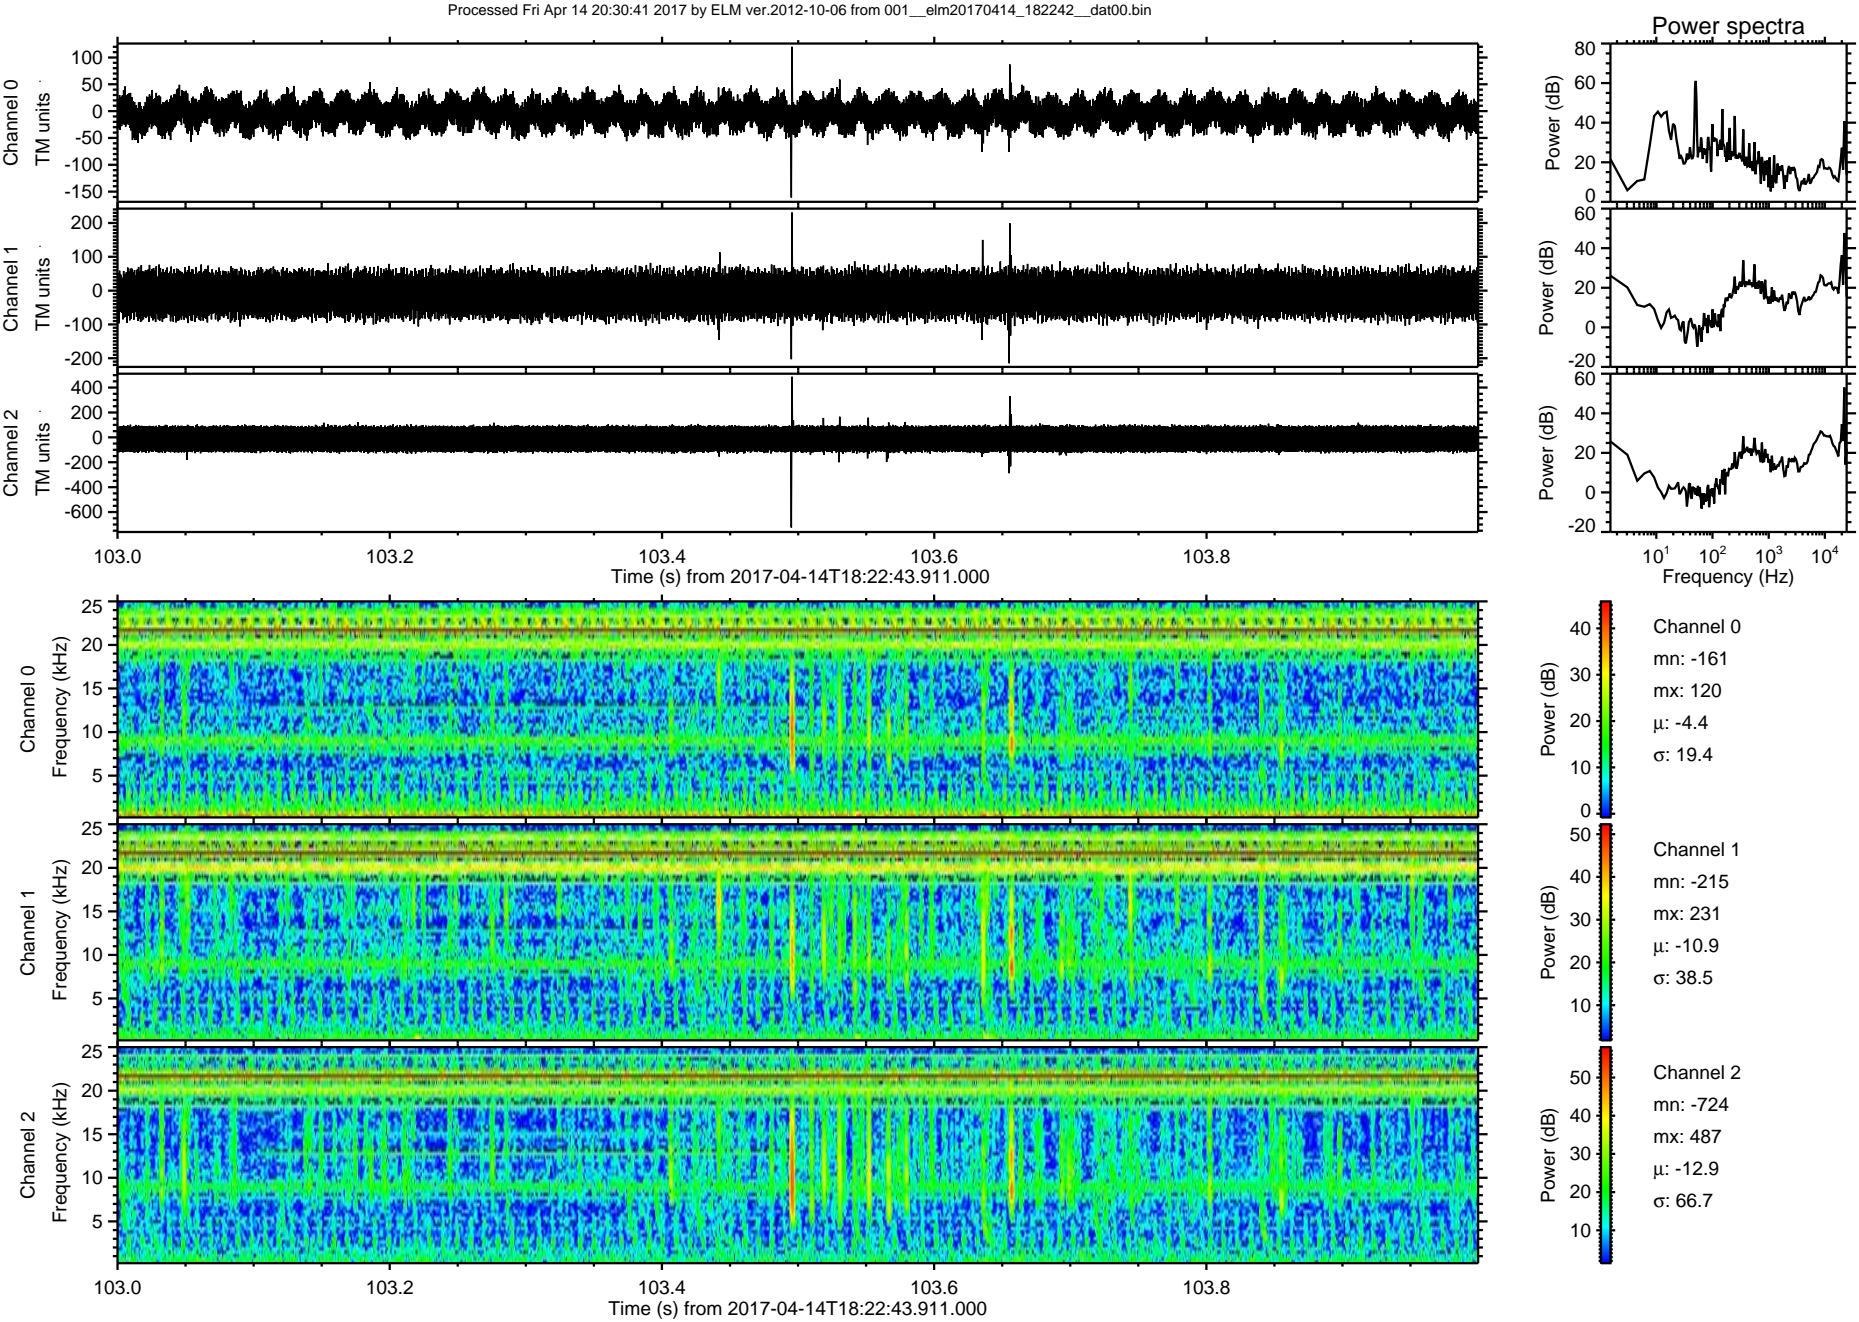 Processed Fri Apr 14 20:30:41 2017 by ELM ver.2012-10-06 from 001__elm20170414_182242__dat00.bin
Power spectra
Channel 0
TM units
100
50
0
-50
-100
-150
Power (dB)
80
60
40
20
0
Channel 1
TM units
200
100
0
-100
-200
Power (dB)
60
40
20
0
-20
Channel 2
TM units
400
200
0
-200
-400
-600
Power (dB)
60
40
20
0
-20
103.0 103.2 103.4 103.6 103.8
Time (s) from 2017-04-14T18:22:43.911.000
10¹ 10² 10³ 10⁴
Frequency (Hz)
Channel 0
Frequency (kHz)
25
20
15
10
5
Power (dB)
40
30
20
10
0
Channel 0
mn: -161
mx: 120
μ: -4.4
σ: 19.4
Channel 1
Frequency (kHz)
25
20
15
10
5
Power (dB)
50
40
30
20
10
Channel 1
mn: -215
mx: 231
μ: -10.9
σ: 38.5
Channel 2
Frequency (kHz)
25
20
15
10
5
Power (dB)
50
40
30
20
10
Channel 2
mn: -724
mx: 487
μ: -12.9
σ: 66.7
103.0 103.2 103.4 103.6 103.8
Time (s) from 2017-04-14T18:22:43.911.000